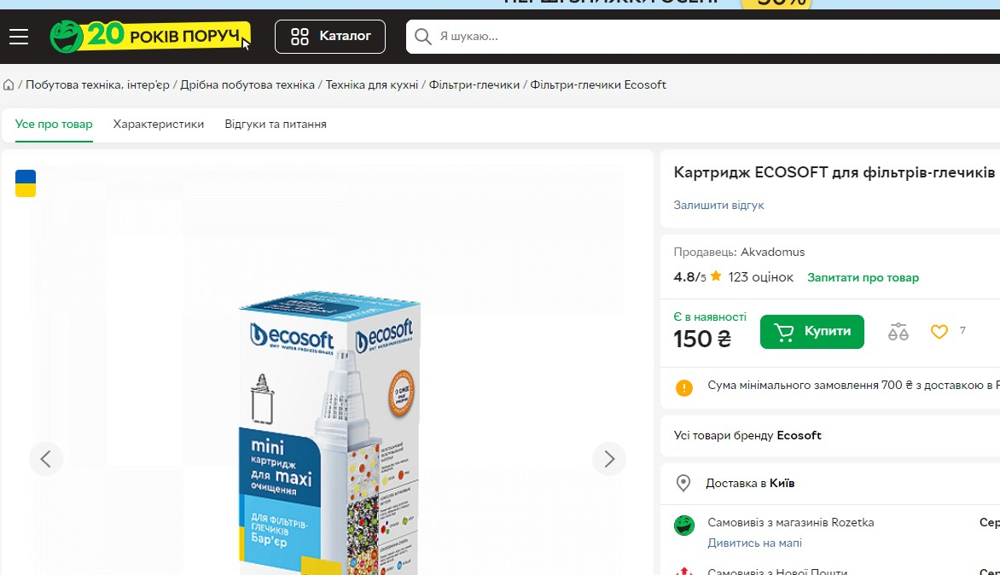 20 РОКІВ ПОРУЧ
Каталог
Я шукаю...
/ Побутова техніка, інтер'єр / Дрібна побутова техніка / Техніка для кухні / Фільтри-глечики / Фільтри-глечики Ecosoft
Усе про товар
Характеристики
Відгуки та питання
Картридж ECOSOFT для фільтрів-глечиків
Залишити відгук
Продавець: Akvadomus
4.8/5 123 оцінок Запитати про товар
Є в наявності
150 ₴
Купити
7
Сума мінімального замовлення 700 ₴ з доставкою в
Усі товари бренду Ecosoft
Доставка в Київ
Самовивіз з магазинів Rozetka
Дивитись на мапі
Самовивіз з Нової Пошти
ecosoft
BWT WATER PROFESSIONALS
ecosoft
mini
картридж
для maxi
очищення
ДЛЯ ФІЛЬТРІВ-
ГЛЕЧИКІВ
Бар'єр